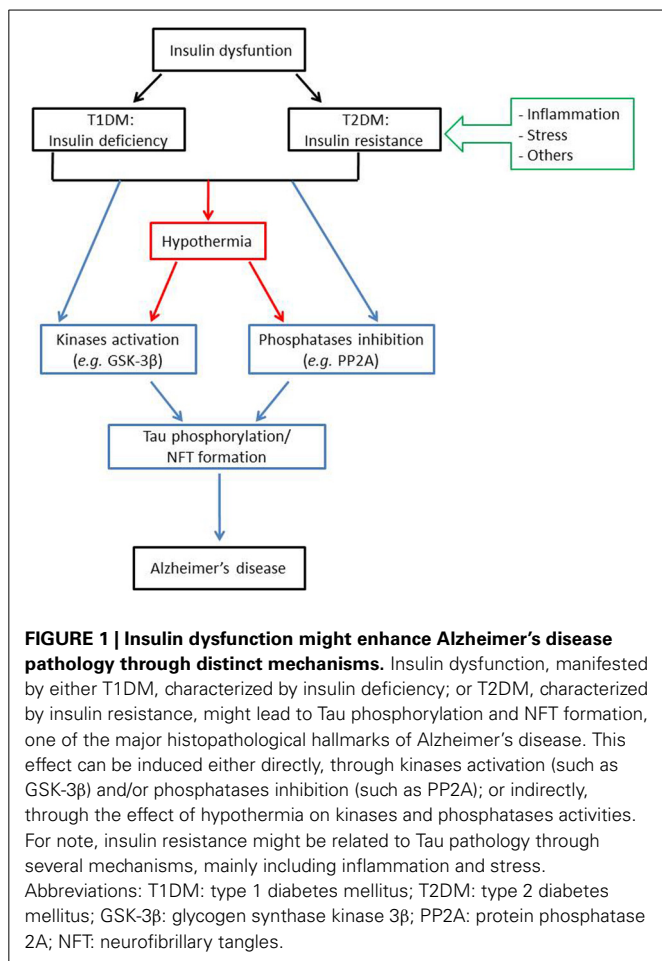 Insulin dysfuntion
T1DM:
Insulin deficiency
T2DM:
Insulin resistance
- Inflammation
- Stress
- Others
Hypothermia
Kinases activation
(e.g. GSK-3β)
Phosphatases inhibition
(e.g. PP2A)
Tau phosphorylation/
NFT formation
Alzheimer's disease
FIGURE 1 | Insulin dysfunction might enhance Alzheimer's disease
pathology through distinct mechanisms. Insulin dysfunction, manifested
by either T1DM, characterized by insulin deficiency; or T2DM, characterized
by insulin resistance, might lead to Tau phosphorylation and NFT formation,
one of the major histopathological hallmarks of Alzheimer's disease. This
effect can be induced either directly, through kinases activation (such as
GSK-3β) and/or phosphatases inhibition (such as PP2A); or indirectly,
through the effect of hypothermia on kinases and phosphatases activities.
For note, insulin resistance might be related to Tau pathology through
several mechanisms, mainly including inflammation and stress.
Abbreviations: T1DM: type 1 diabetes mellitus; T2DM: type 2 diabetes
mellitus; GSK-3β: glycogen synthase kinase 3β; PP2A: protein phosphatase
2A; NFT: neurofibrillary tangles.